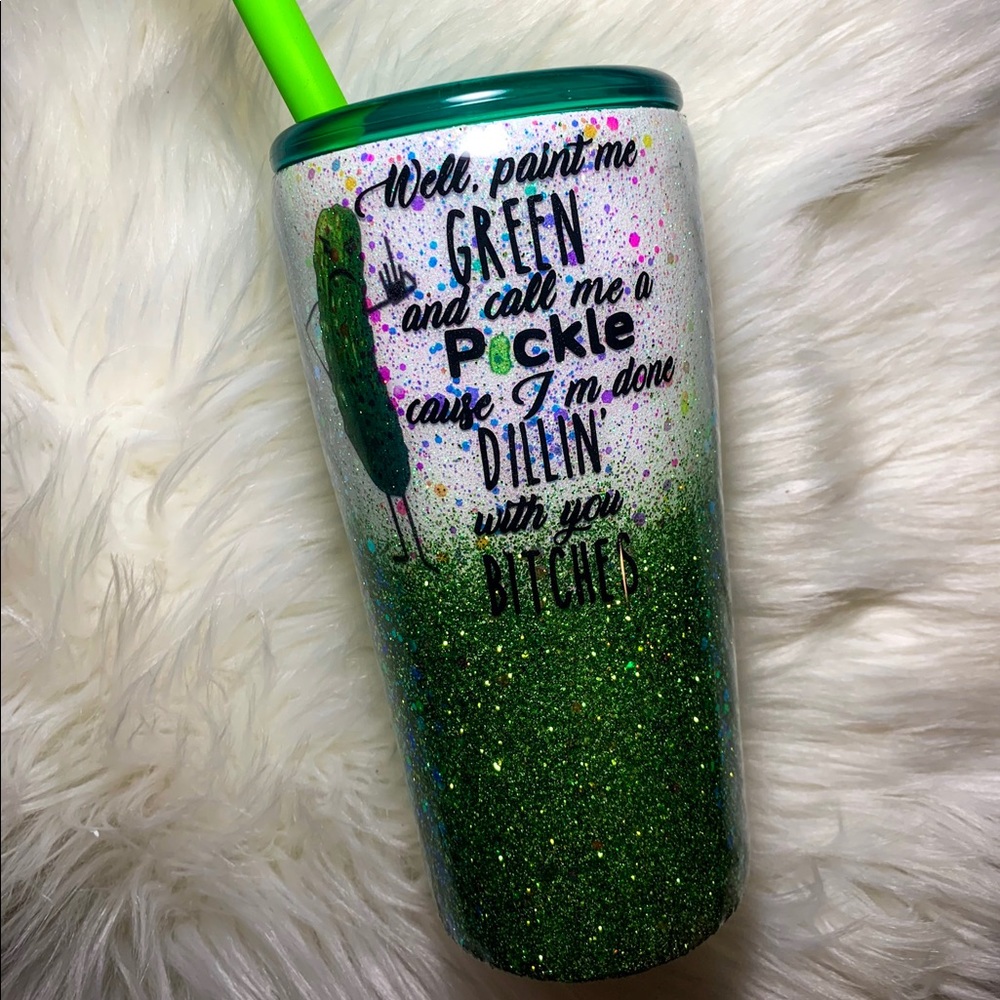 Well, paint me
GREEN
and call me a
Pickle
cause I'm done
DILLIN'
with you
BITCHES